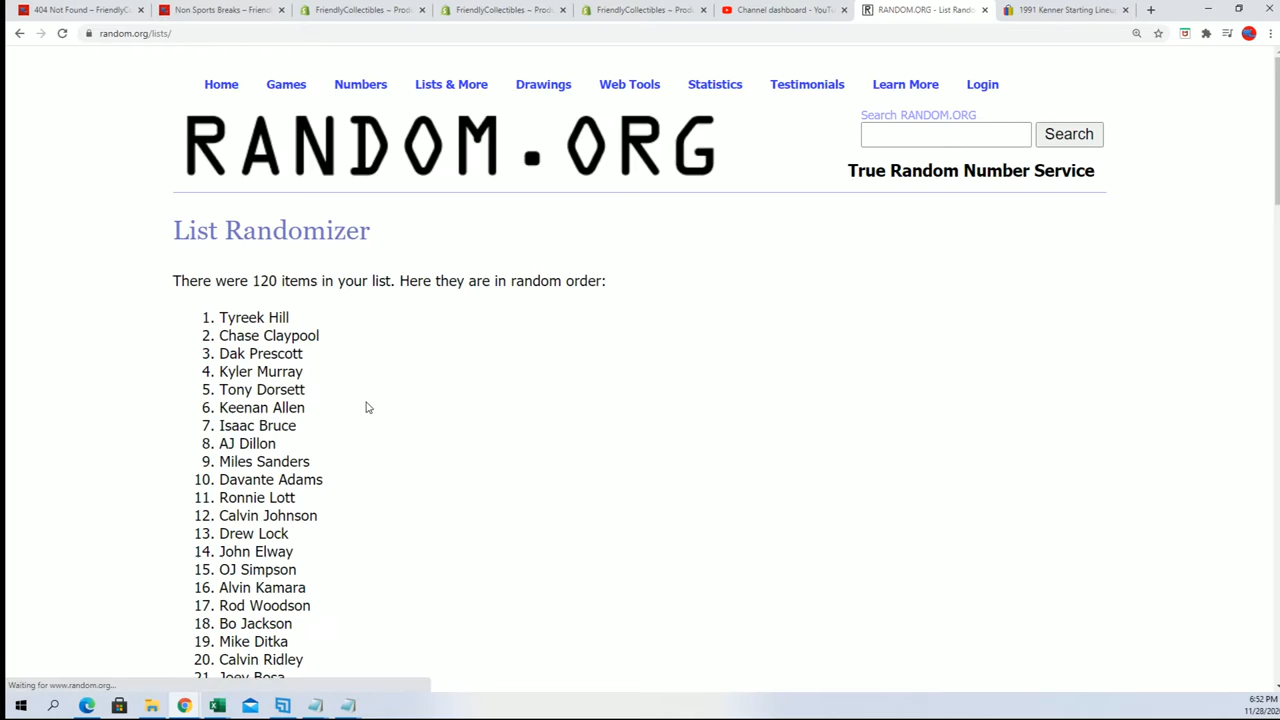 404 Not Found – FriendlyCo
Non Sports Breaks – Friendl
FriendlyCollectibles ~ Prod
FriendlyCollectibles ~ Prod
FriendlyCollectibles ~ Prod
Channel dashboard - YouTu
RANDOM.ORG - List Rando
1991 Kenner Starting Lineu
random.org/lists/
Home Games Numbers Lists & More Drawings Web Tools Statistics Testimonials Learn More Login
RANDOM.ORG
Search RANDOM.ORG
Search
True Random Number Service
List Randomizer
There were 120 items in your list. Here they are in random order:
1. Tyreek Hill
2. Chase Claypool
3. Dak Prescott
4. Kyler Murray
5. Tony Dorsett
6. Keenan Allen
7. Isaac Bruce
8. AJ Dillon
9. Miles Sanders
10. Davante Adams
11. Ronnie Lott
12. Calvin Johnson
13. Drew Lock
14. John Elway
15. OJ Simpson
16. Alvin Kamara
17. Rod Woodson
18. Bo Jackson
19. Mike Ditka
20. Calvin Ridley
21. Joey Bosa
Waiting for www.random.org...
6:52 PM
11/28/20